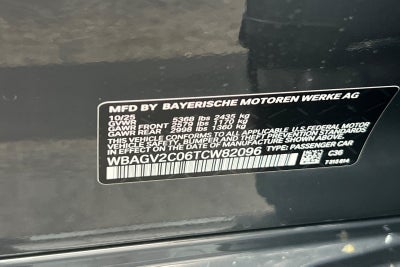 MFD BY BAYERISCHE MOTOREN WERKE AG
10/25
GVWR 5368 lbs 2435 kg
GAWR FRONT 2579 lbs 1170 kg
GAWR REAR 2998 lbs 1360 kg
THIS VEHICLE CONFORMS TO ALL APPLICABLE U.S. FEDERAL MOTOR
VEHICLE SAFETY, BUMPER, AND THEFT PREVENTION STANDARDS
IN EFFECT ON THE DATE OF MANUFACTURE SHOWN ABOVE.
WBAGV2C06TCW82096 TYPE: PASSENGER CAR
C36